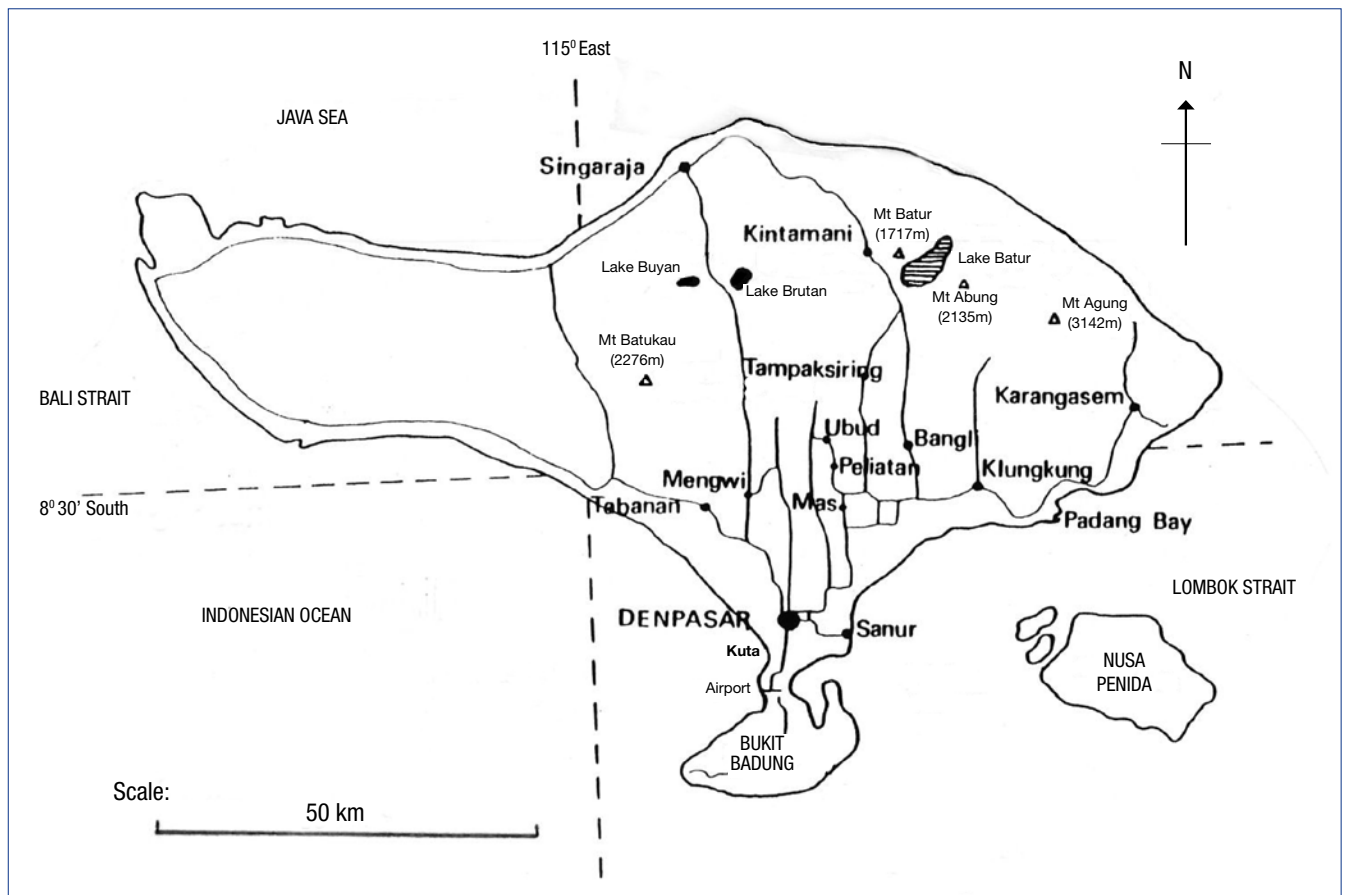 115⁰ East
N
JAVA SEA
Singaraja
Mt Batur
(1717m)
Kintamani
Lake Buyan
Lake Batur
Lake Brutan
Mt Abung
(2135m)
Mt Agung
(3142m)
Mt Batukau
(2276m)
Tampaksiring
BALI STRAIT
Karangasem
Ubud
Bangli
Peliatan
Klungkung
Mengwi
8⁰ 30' South
Tabanan
Mas
Padang Bay
LOMBOK STRAIT
INDONESIAN OCEAN
DENPASAR
Sanur
Kuta
NUSA
PENIDA
Airport
BUKIT
BADUNG
Scale:
50 km